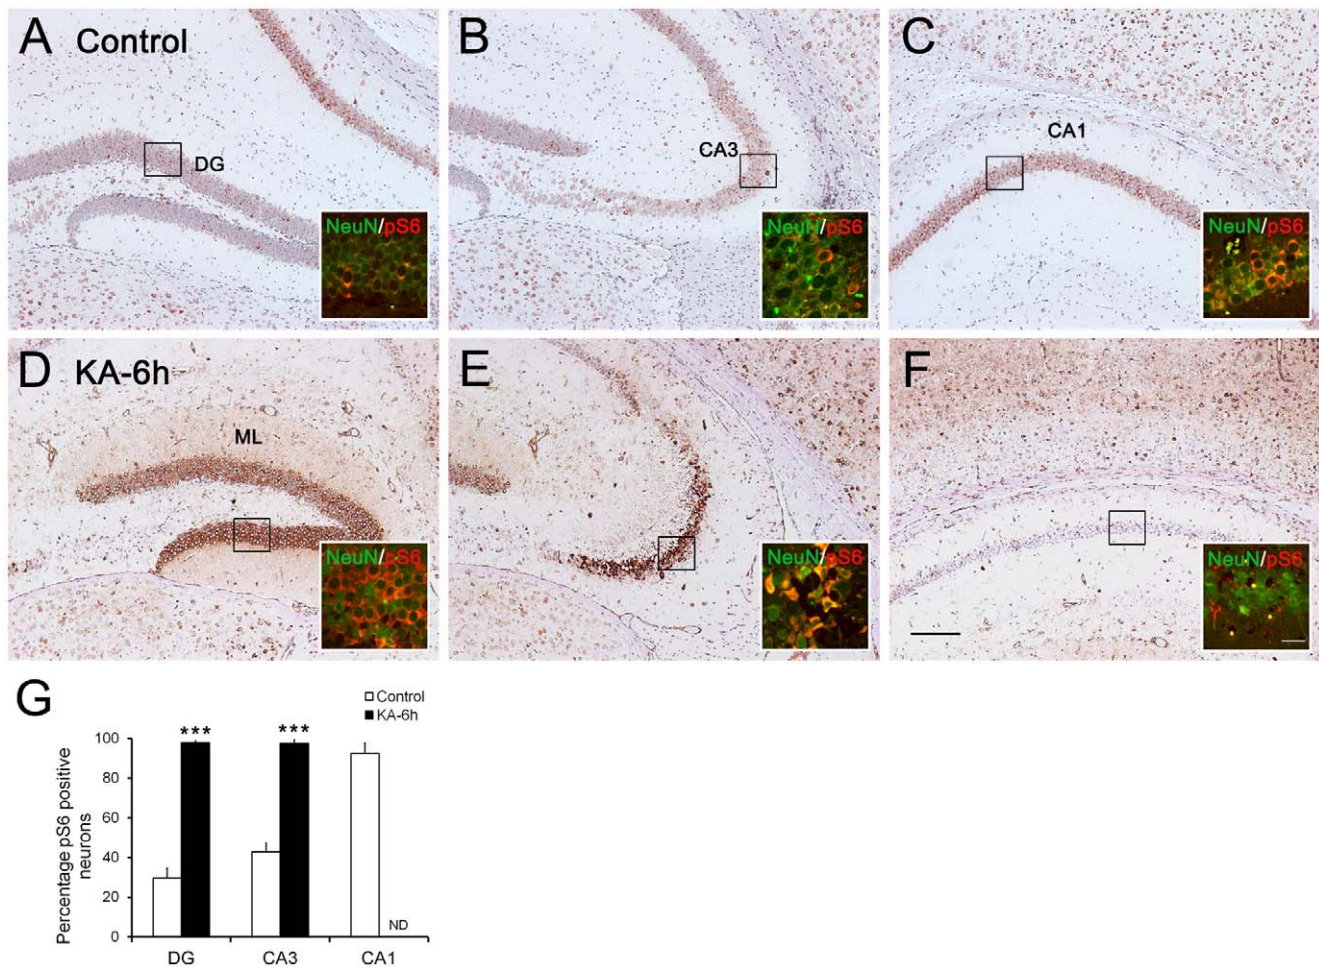 A Control
B
C
DG
CA3
CA1
NeuN/pS6
NeuN/pS6
NeuN/pS6
D KA-6h
E
F
ML
NeuN/pS6
NeuN/pS6
NeuN/pS6
G
Control
KA-6h
Percentage pS6 positive
neurons
100
80
60
40
20
0
***
***
ND
DG
CA3
CA1